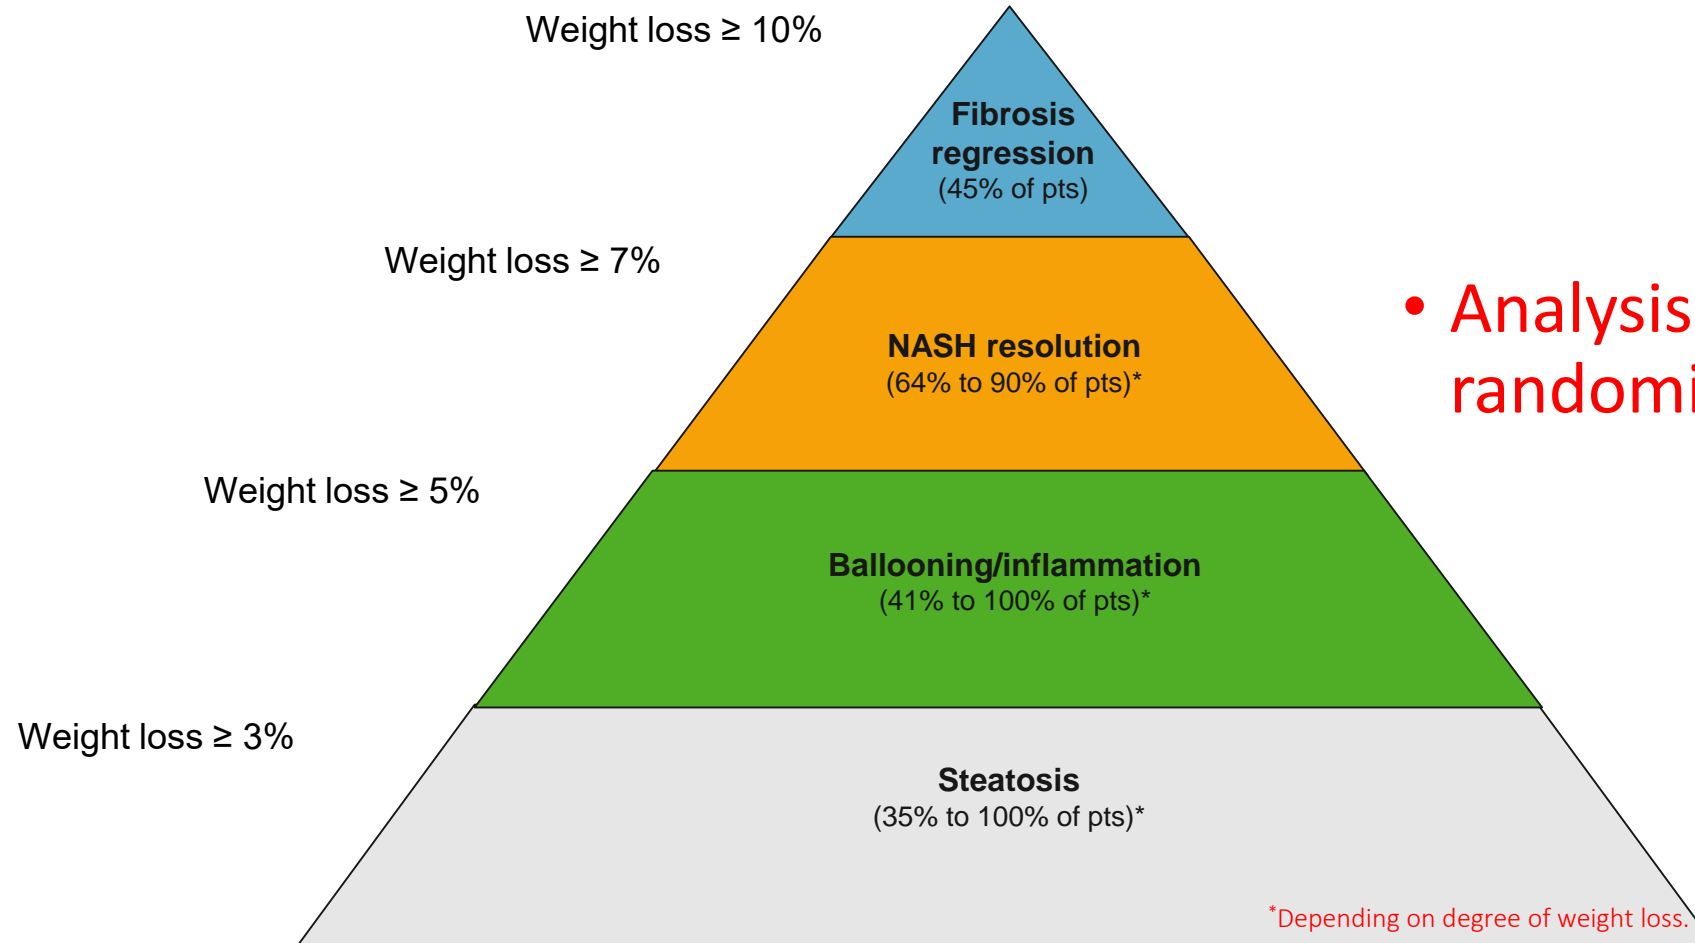 Weight loss ≥ 10%
Fibrosis
regression
(45% of pts)
Weight loss ≥ 7%
• Analysis
NASH resolution
(64% to 90% of pts)*
Weight loss ≥ 5%
Ballooning/inflammation
(41% to 100% of pts)*
Weight loss ≥ 3%
Steatosis
(35% to 100% of pts)*
*Depending on degree of weight loss.